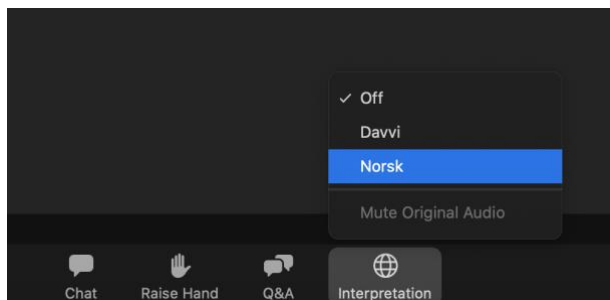 ✓ Off
Davvi
Norsk
Mute Original Audio
Chat Raise Hand Q&A Interpretation